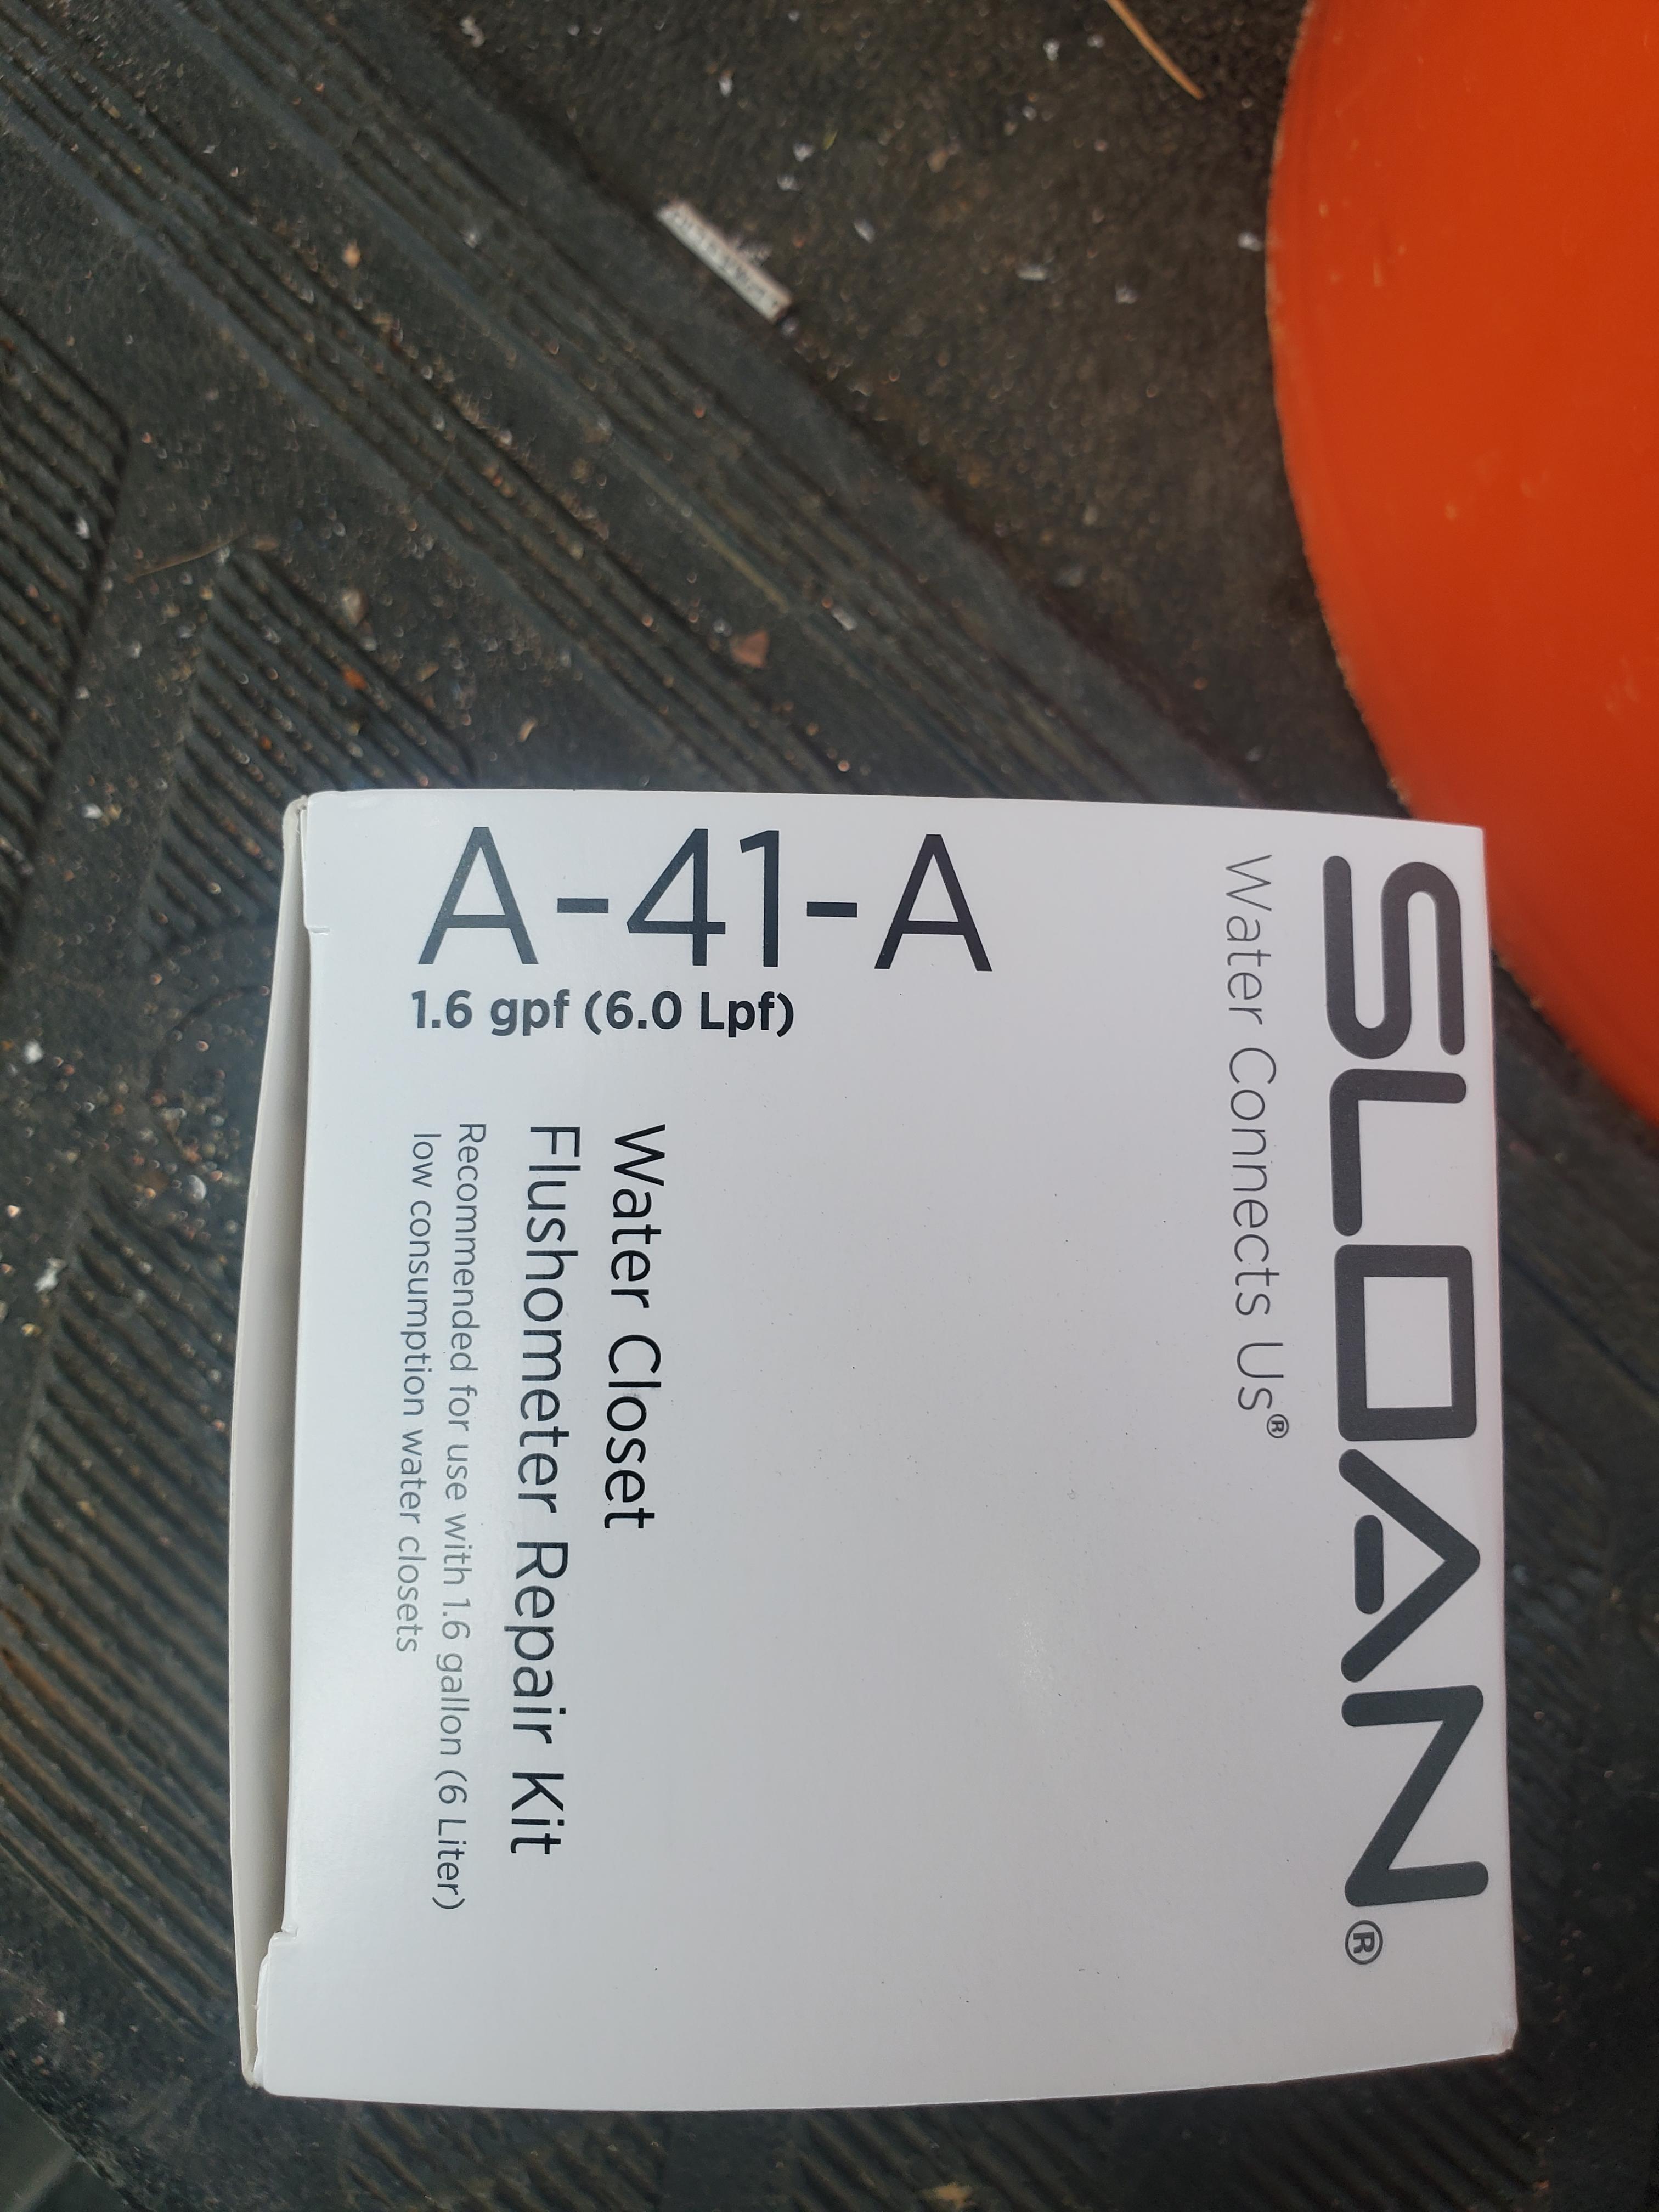 SLOAN®
Water Connects Us®
A-41-A
1.6 gpf (6.0 Lpf)
Water Closet
Flushometer Repair Kit
Recommended for use with 1.6 gallon (6 Liter)
low consumption water closets